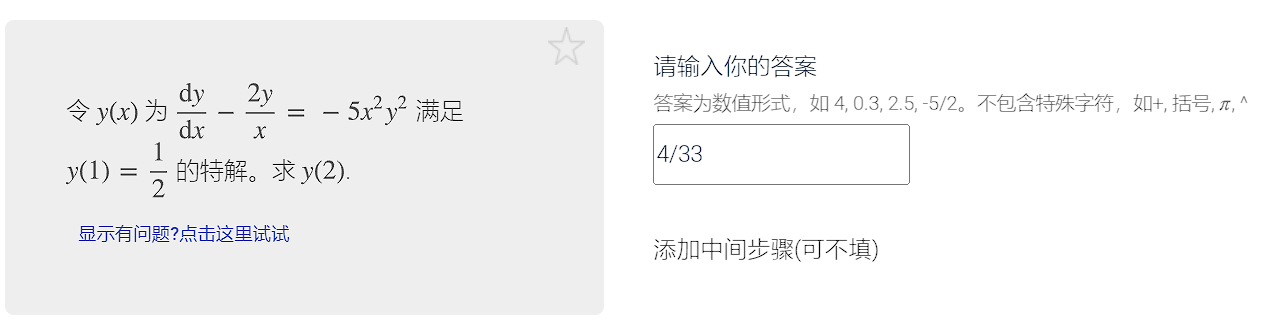 令 y(x) 为 dy/dx − 2y/x = − 5x²y² 满足
y(1) = 1/2 的特解。求 y(2).
显示有问题?点击这里试试
请输入你的答案
答案为数值形式，如 4, 0.3, 2.5, -5/2。不包含特殊字符，如+, 括号, π, ^
4/33
添加中间步骤(可不填)